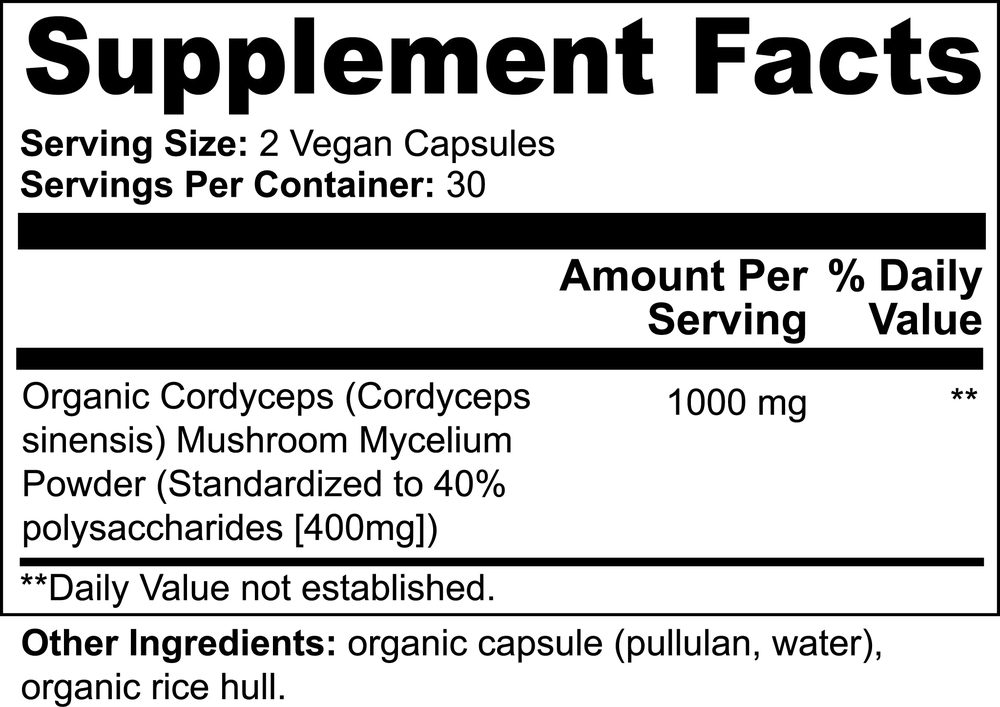 Supplement Facts
Serving Size: 2 Vegan Capsules
Servings Per Container: 30
Amount Per % Daily
Serving Value
Organic Cordyceps (Cordyceps 1000 mg **
sinensis) Mushroom Mycelium
Powder (Standardized to 40%
polysaccharides [400mg])
**Daily Value not established.
Other Ingredients: organic capsule (pullulan, water),
organic rice hull.